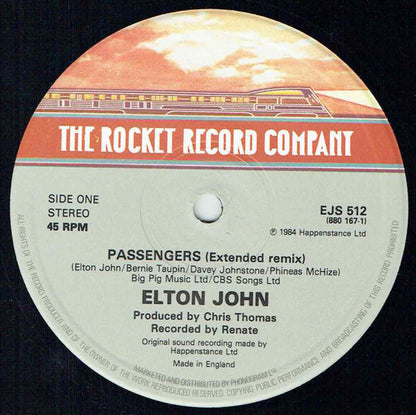 THE ROCKET RECORD COMPANY
SIDE ONE
STEREO
45 RPM
EJS 512
(880 167-1)
℗ 1984 Happenstance Ltd
PASSENGERS (Extended remix)
(Elton John/Bernie Taupin/Davey Johnstone/Phineas McHize)
Big Pig Music Ltd/CBS Songs Ltd
ELTON JOHN
Produced by Chris Thomas
Recorded by Renate
Original sound recording made by
Happenstance Ltd
Made in England
MARKETED AND DISTRIBUTED BY PHONOGRAM L
ALL RIGHTS OF THE RECORD PRODUCER AND OF THE OWNER OF THE WORK REPRODUCED RESERVED. COPYING, PUBLIC PERFORMANCE AND BROADCASTING OF THIS RECORD PROHIBITED